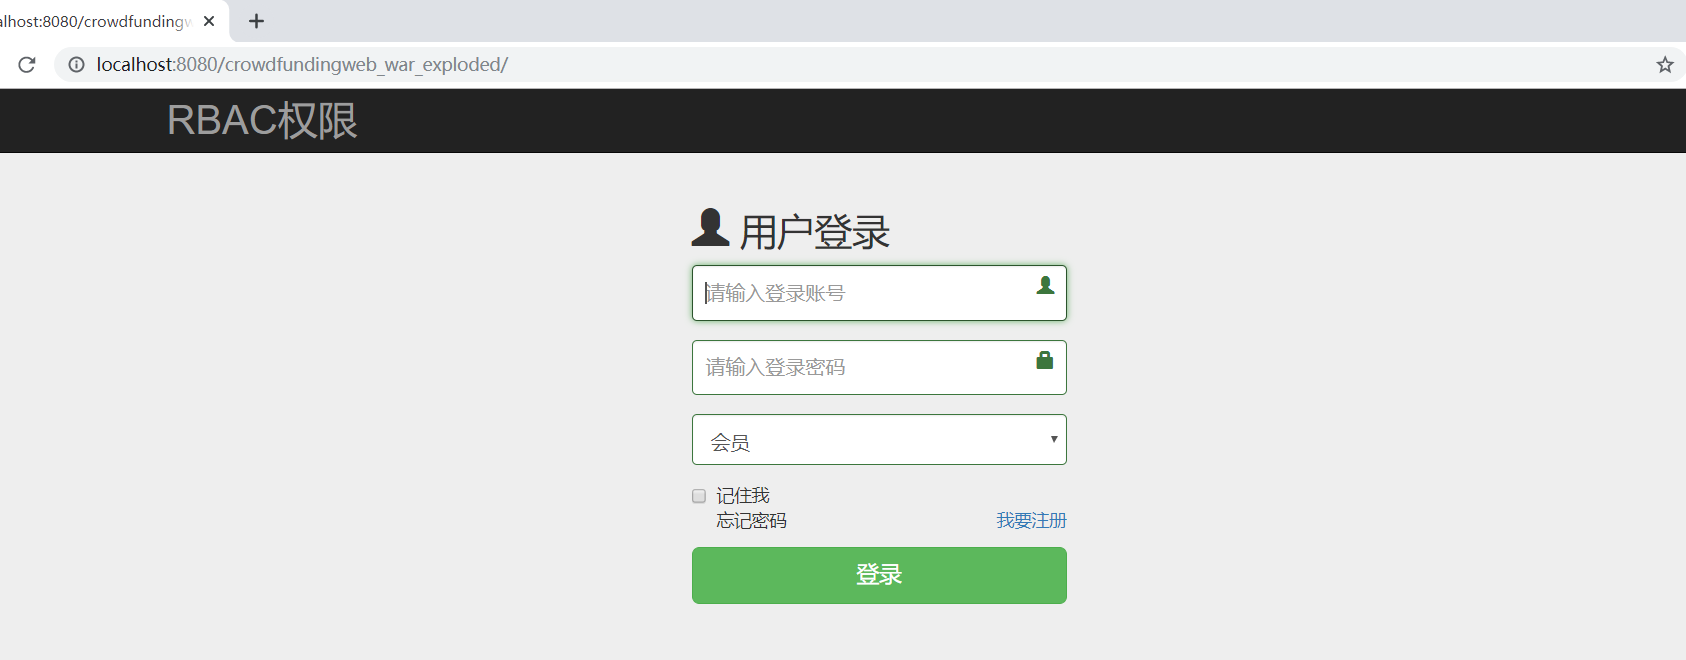 alhost:8080/crowdfundingw
localhost:8080/crowdfundingweb_war_exploded/
RBAC权限
用户登录
请输入登录账号
请输入登录密码
会员
记住我
忘记密码 我要注册
登录